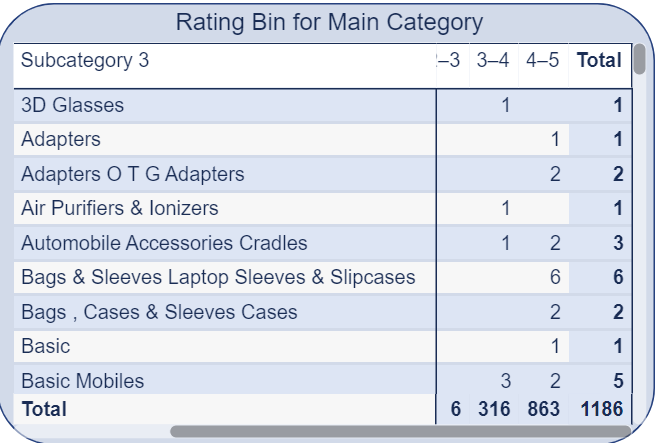 Rating Bin for Main Category
Subcategory 3 –3 3–4 4–5 Total
3D Glasses 1 1
Adapters 1 1
Adapters O T G Adapters 2 2
Air Purifiers & Ionizers 1 1
Automobile Accessories Cradles 1 2 3
Bags & Sleeves Laptop Sleeves & Slipcases 6 6
Bags , Cases & Sleeves Cases 2 2
Basic 1 1
Basic Mobiles 3 2 5
Total 6 316 863 1186